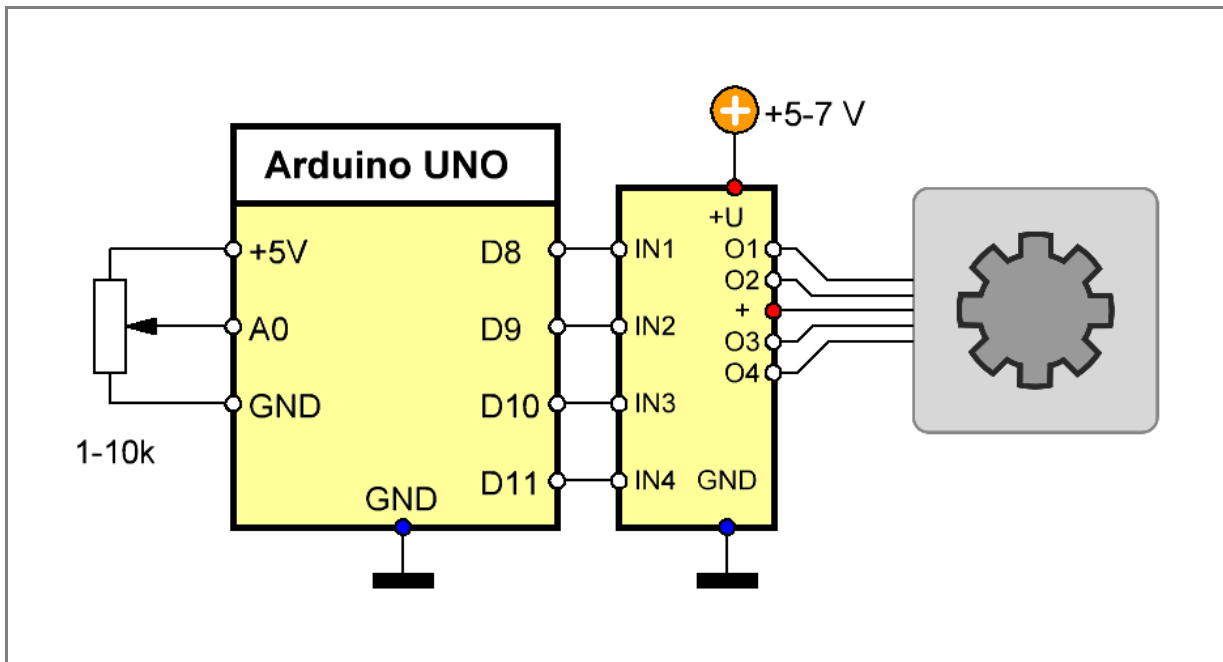 +5-7 V
Arduino UNO
+U
+5V
D8
IN1
O1
O2
+
A0
D9
IN2
O3
O4
GND
D10
IN3
1-10k
D11
IN4
GND
GND